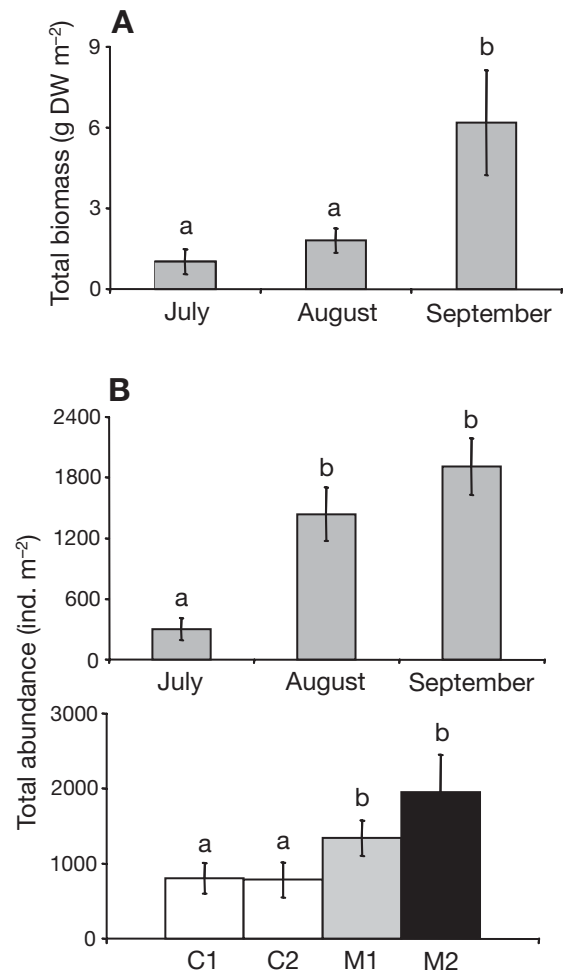 A
Total biomass (g DW m⁻²)
9
6
3
0
a
a
b
July
August
September
B
Total abundance (ind. m⁻²)
2400
1800
1200
600
0
a
b
b
July
August
September
3000
2000
1000
0
a
a
b
b
C1
C2
M1
M2